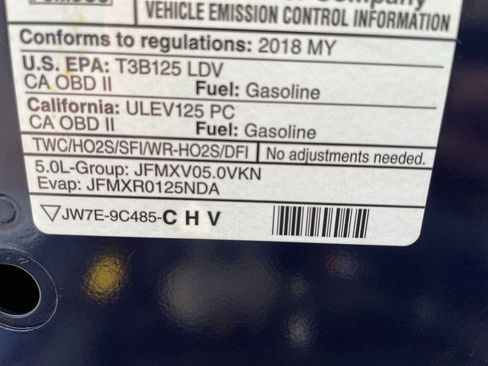 Company
VEHICLE EMISSION CONTROL INFORMATION
Conforms to regulations: 2018 MY
U.S. EPA: T3B125 LDV
CA OBD II Fuel: Gasoline
California: ULEV125 PC
CA OBD II Fuel: Gasoline
TWC/HO2S/SFI/WR-HO2S/DFI No adjustments needed.
5.0L-Group: JFMXV05.0VKN
Evap: JFMXR0125NDA
▽JW7E-9C485-C H V